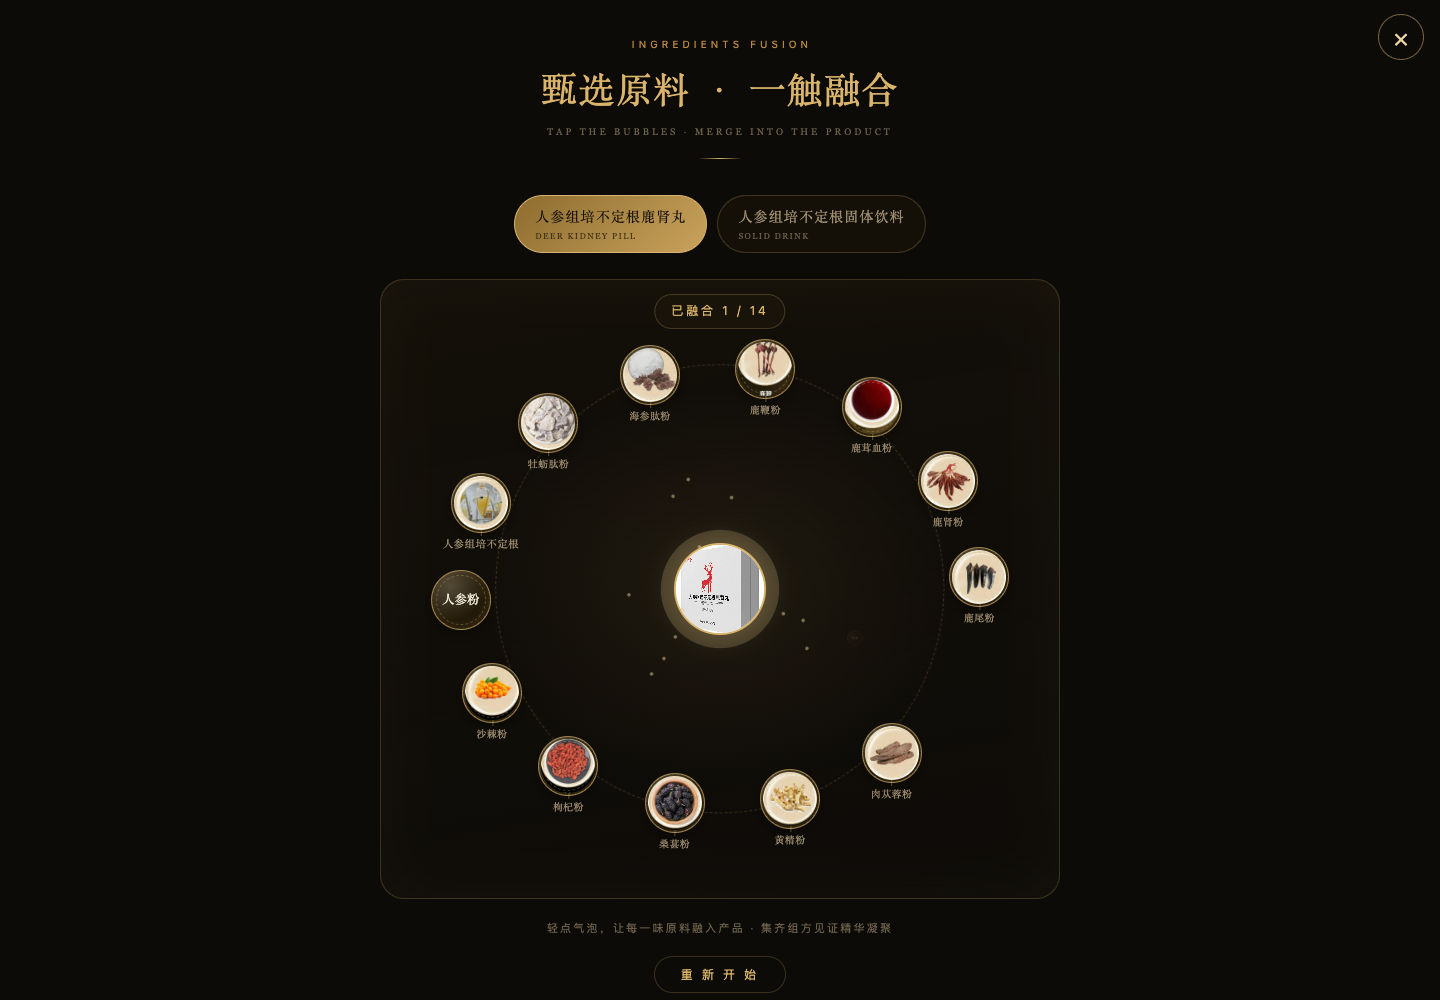 INGREDIENTS FUSION
甄选原料 · 一触融合
TAP THE BUBBLES · MERGE INTO THE PRODUCT
人参组培不定根鹿肾丸
DEER KIDNEY PILL
人参组培不定根固体饮料
SOLID DRINK
已融合 1 / 14
海参肽粉
鹿鞭粉
鹿茸血粉
牡蛎肽粉
鹿肾粉
人参组培不定根
人参粉
鹿尾粉
沙棘粉
肉苁蓉粉
枸杞粉
黄精粉
桑葚粉
轻点气泡，让每一味原料融入产品 · 集齐组方见证精华凝聚
重新开始